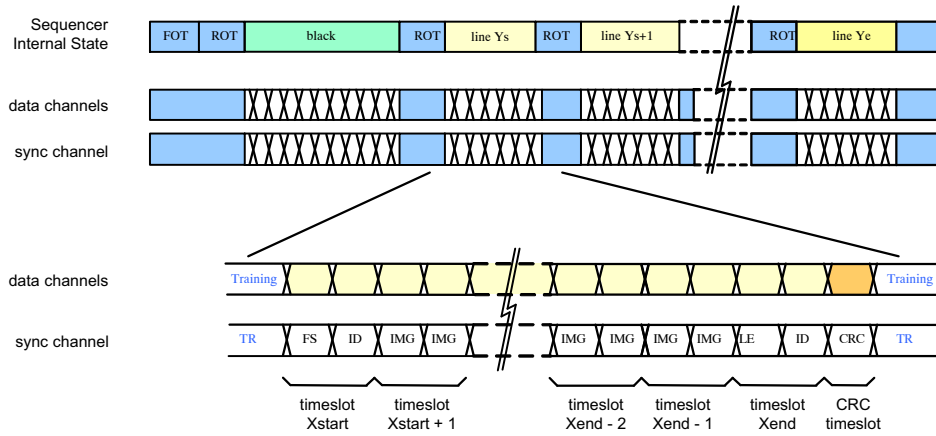 Sequencer
Internal State
FOT ROT black ROT line Ys ROT line Ys+1 ROT line Ye
data channels
sync channel
data channels Training Training
sync channel TR FS ID IMG IMG IMG IMG IMG IMG LE ID CRC TR
timeslot timeslot timeslot timeslot timeslot CRC
Xstart Xstart + 1 Xend - 2 Xend - 1 Xend timeslot